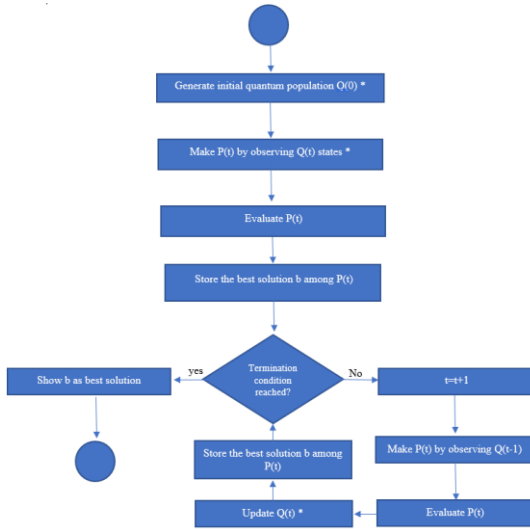 Generate initial quantum population Q(0) *
Make P(t) by observing Q(t) states *
Evaluate P(t)
Store the best solution b among P(t)
Termination
condition
reached?
yes
No
Show b as best solution
t=t+1
Make P(t) by observing Q(t-1)
Evaluate P(t)
Update Q(t) *
Store the best solution b among
P(t)